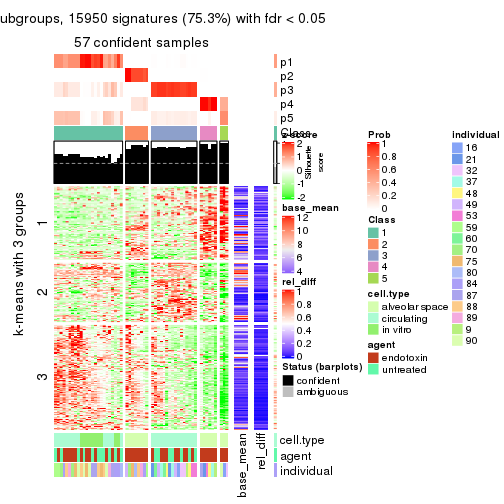 ubgroups, 15950 signatures (75.3%) with fdr < 0.05
57 confident samples
p1
p2
p3
p4
p5
Class
k-means with 3 groups
1
2
3
Silhouette
score
base_mean
rel_diff
cell.type
agent
individual
z-score
2
1
0
-1
-2
base_mean
12
10
8
6
4
rel_diff
1
0.8
0.6
0.4
0.2
0
Status (barplots)
confident
ambiguous
Prob
1
0.8
0.6
0.4
0.2
0
Class
1
2
3
4
5
cell.type
alveolar space
circulating
in vitro
agent
endotoxin
untreated
individual
16
21
32
37
48
49
53
59
60
70
75
80
84
87
88
89
9
90